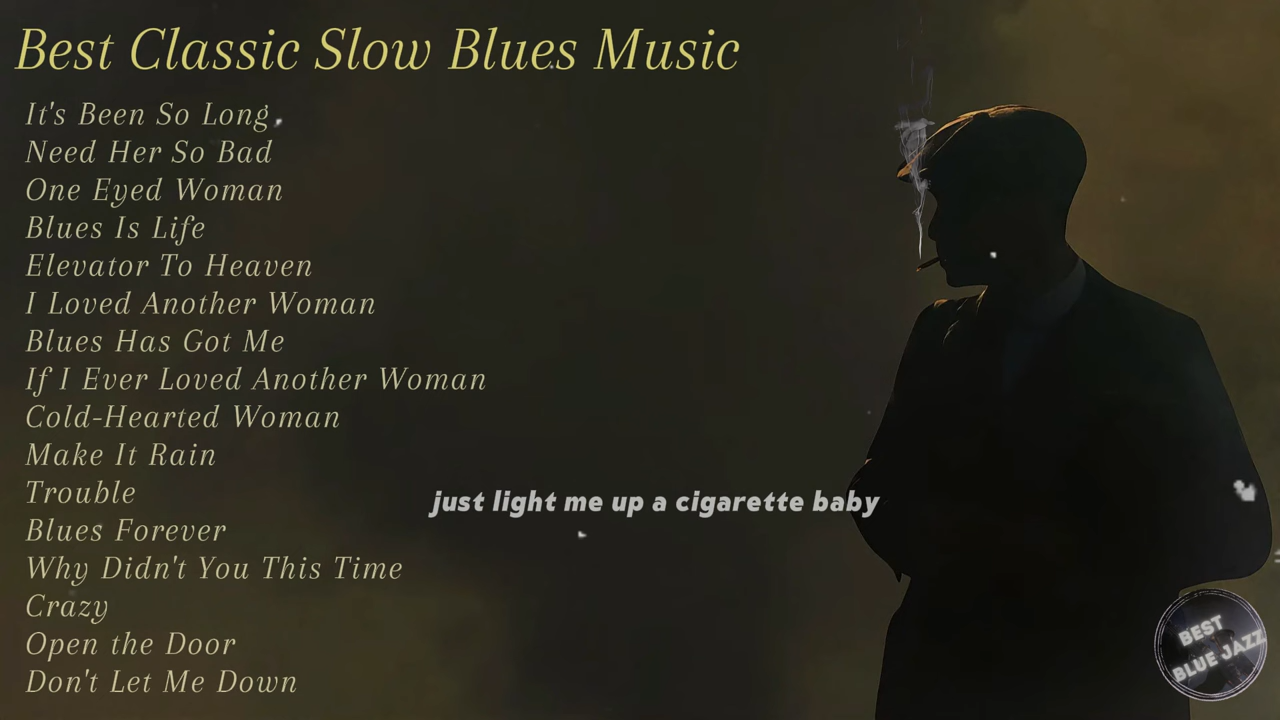 Best Classic Slow Blues Music
It's Been So Long
Need Her So Bad
One Eyed Woman
Blues Is Life
Elevator To Heaven
I Loved Another Woman
Blues Has Got Me
If I Ever Loved Another Woman
Cold-Hearted Woman
Make It Rain
Trouble
just light me up a cigarette baby
Blues Forever
Why Didn't You This Time
Crazy
Open the Door
Don't Let Me Down
BEST
BLUE JAZZ